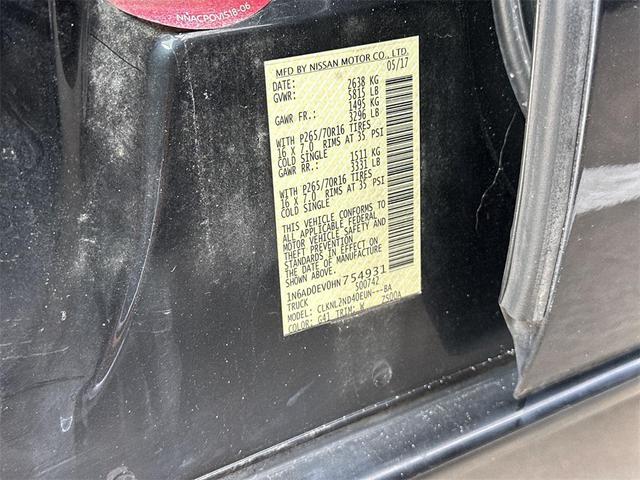 NNACPOVIS18-06
MFD BY NISSAN MOTOR CO., LTD.
DATE: 05/17
GVWR: 2638 KG
5815 LB
GAWR FR.: 1495 KG
3296 LB
WITH P265/70R16 TIRES
16 X 7.0 RIMS AT 35 PSI
COLD SINGLE
GAWR RR.: 1511 KG
3331 LB
WITH P265/70R16 TIRES
16 X 7.0 RIMS AT 35 PSI
COLD SINGLE
THIS VEHICLE CONFORMS TO
ALL APPLICABLE FEDERAL
MOTOR VEHICLE SAFETY AND
THEFT PREVENTION
STANDARDS IN EFFECT ON
THE DATE OF MANUFACTURE
SHOWN ABOVE.
1N6AD0EV0HN754931
TRUCK S00742
MODEL: CLKNL2ND40EUN---BA
COLOR: G41 TRIM: K 7500A